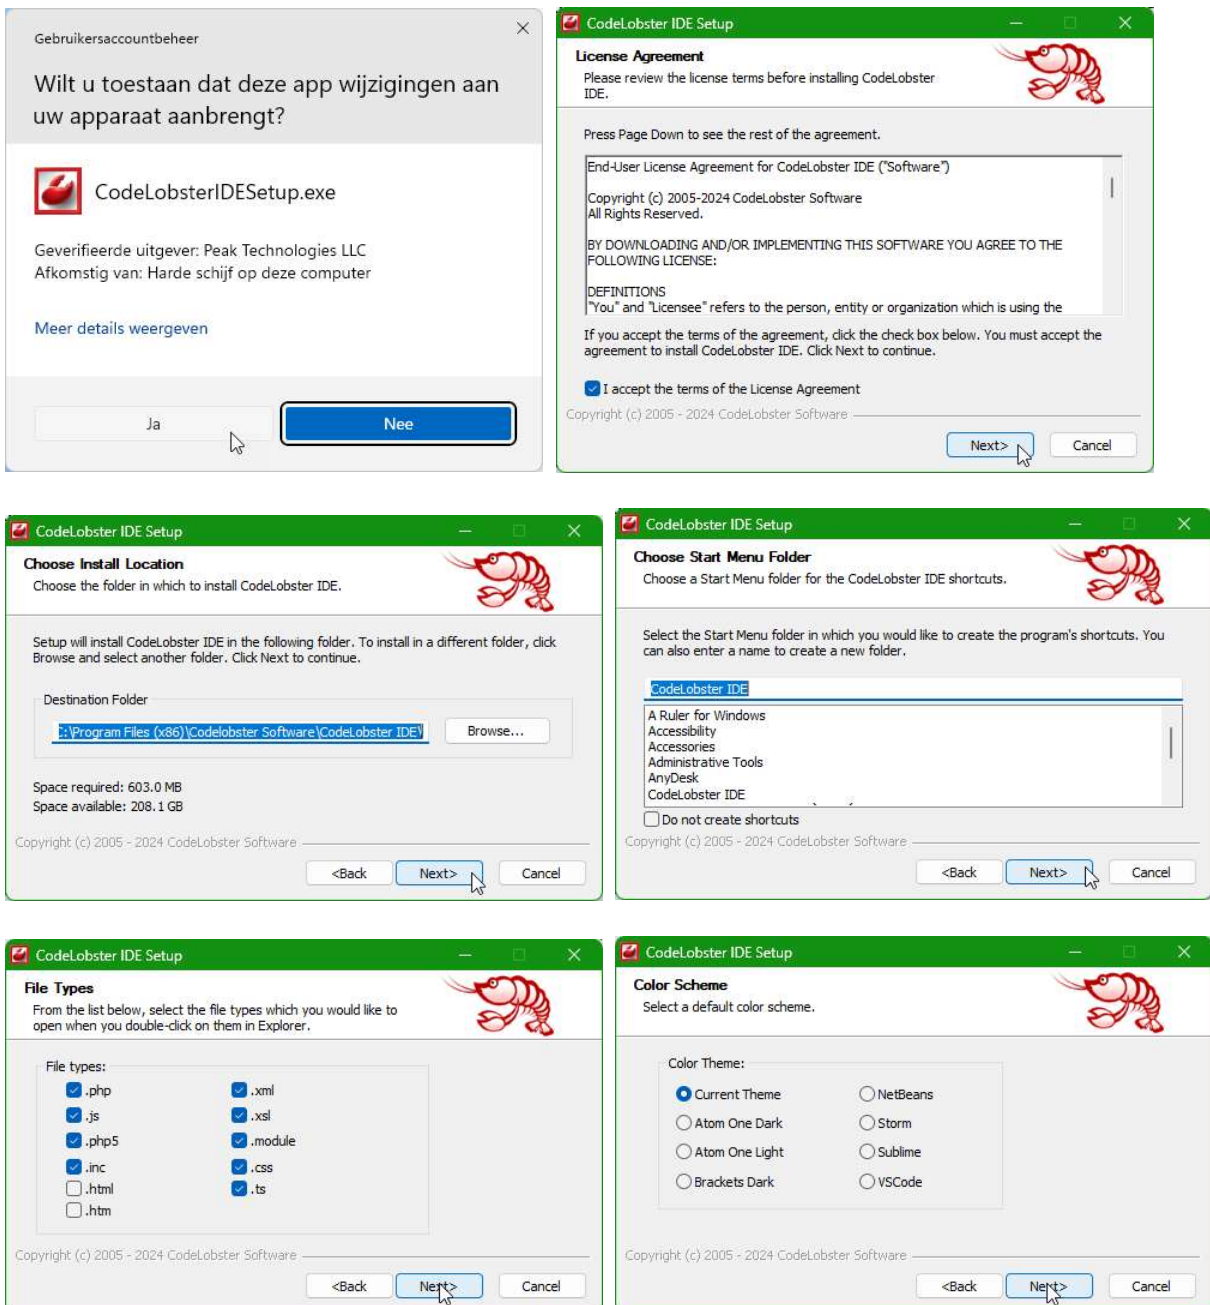 Gebruikersaccountbeheer
Wilt u toestaan dat deze app wijzigingen aan
uw apparaat aanbrengt?
CodeLobsterIDESetup.exe
Geverifieerde uitgever: Peak Technologies LLC
Afkomstig van: Harde schijf op deze computer
Meer details weergeven
Ja
Nee
CodeLobster IDE Setup
License Agreement
Please review the license terms before installing CodeLobster
IDE.
Press Page Down to see the rest of the agreement.
End-User License Agreement for CodeLobster IDE ("Software")
Copyright (c) 2005-2024 CodeLobster Software
All Rights Reserved.
BY DOWNLOADING AND/OR IMPLEMENTING THIS SOFTWARE YOU AGREE TO THE
FOLLOWING LICENSE:
DEFINITIONS
"You" and "Licensee" refers to the person, entity or organization which is using the
If you accept the terms of the agreement, click the check box below. You must accept the
agreement to install CodeLobster IDE. Click Next to continue.
I accept the terms of the License Agreement
Copyright (c) 2005 - 2024 CodeLobster Software
Next>
Cancel
CodeLobster IDE Setup
Choose Install Location
Choose the folder in which to install CodeLobster IDE.
Setup will install CodeLobster IDE in the following folder. To install in a different folder, click
Browse and select another folder. Click Next to continue.
Destination Folder
C:\Program Files (x86)\Codelobster Software\CodeLobster IDE\
Browse...
Space required: 603.0 MB
Space available: 208.1 GB
Copyright (c) 2005 - 2024 CodeLobster Software
<Back
Next>
Cancel
CodeLobster IDE Setup
Choose Start Menu Folder
Choose a Start Menu folder for the CodeLobster IDE shortcuts.
Select the Start Menu folder in which you would like to create the program's shortcuts. You
can also enter a name to create a new folder.
CodeLobster IDE
A Ruler for Windows
Accessibility
Accessories
Administrative Tools
AnyDesk
CodeLobster IDE
Do not create shortcuts
Copyright (c) 2005 - 2024 CodeLobster Software
<Back
Next>
Cancel
CodeLobster IDE Setup
File Types
From the list below, select the file types which you would like to
open when you double-click on them in Explorer.
File types:
.php
.js
.php5
.inc
.html
.htm
.xml
.xsl
.module
.css
.ts
Copyright (c) 2005 - 2024 CodeLobster Software
<Back
Next>
Cancel
CodeLobster IDE Setup
Color Scheme
Select a default color scheme.
Color Theme:
Current Theme
Atom One Dark
Atom One Light
Brackets Dark
NetBeans
Storm
Sublime
VSCode
Copyright (c) 2005 - 2024 CodeLobster Software
<Back
Next>
Cancel